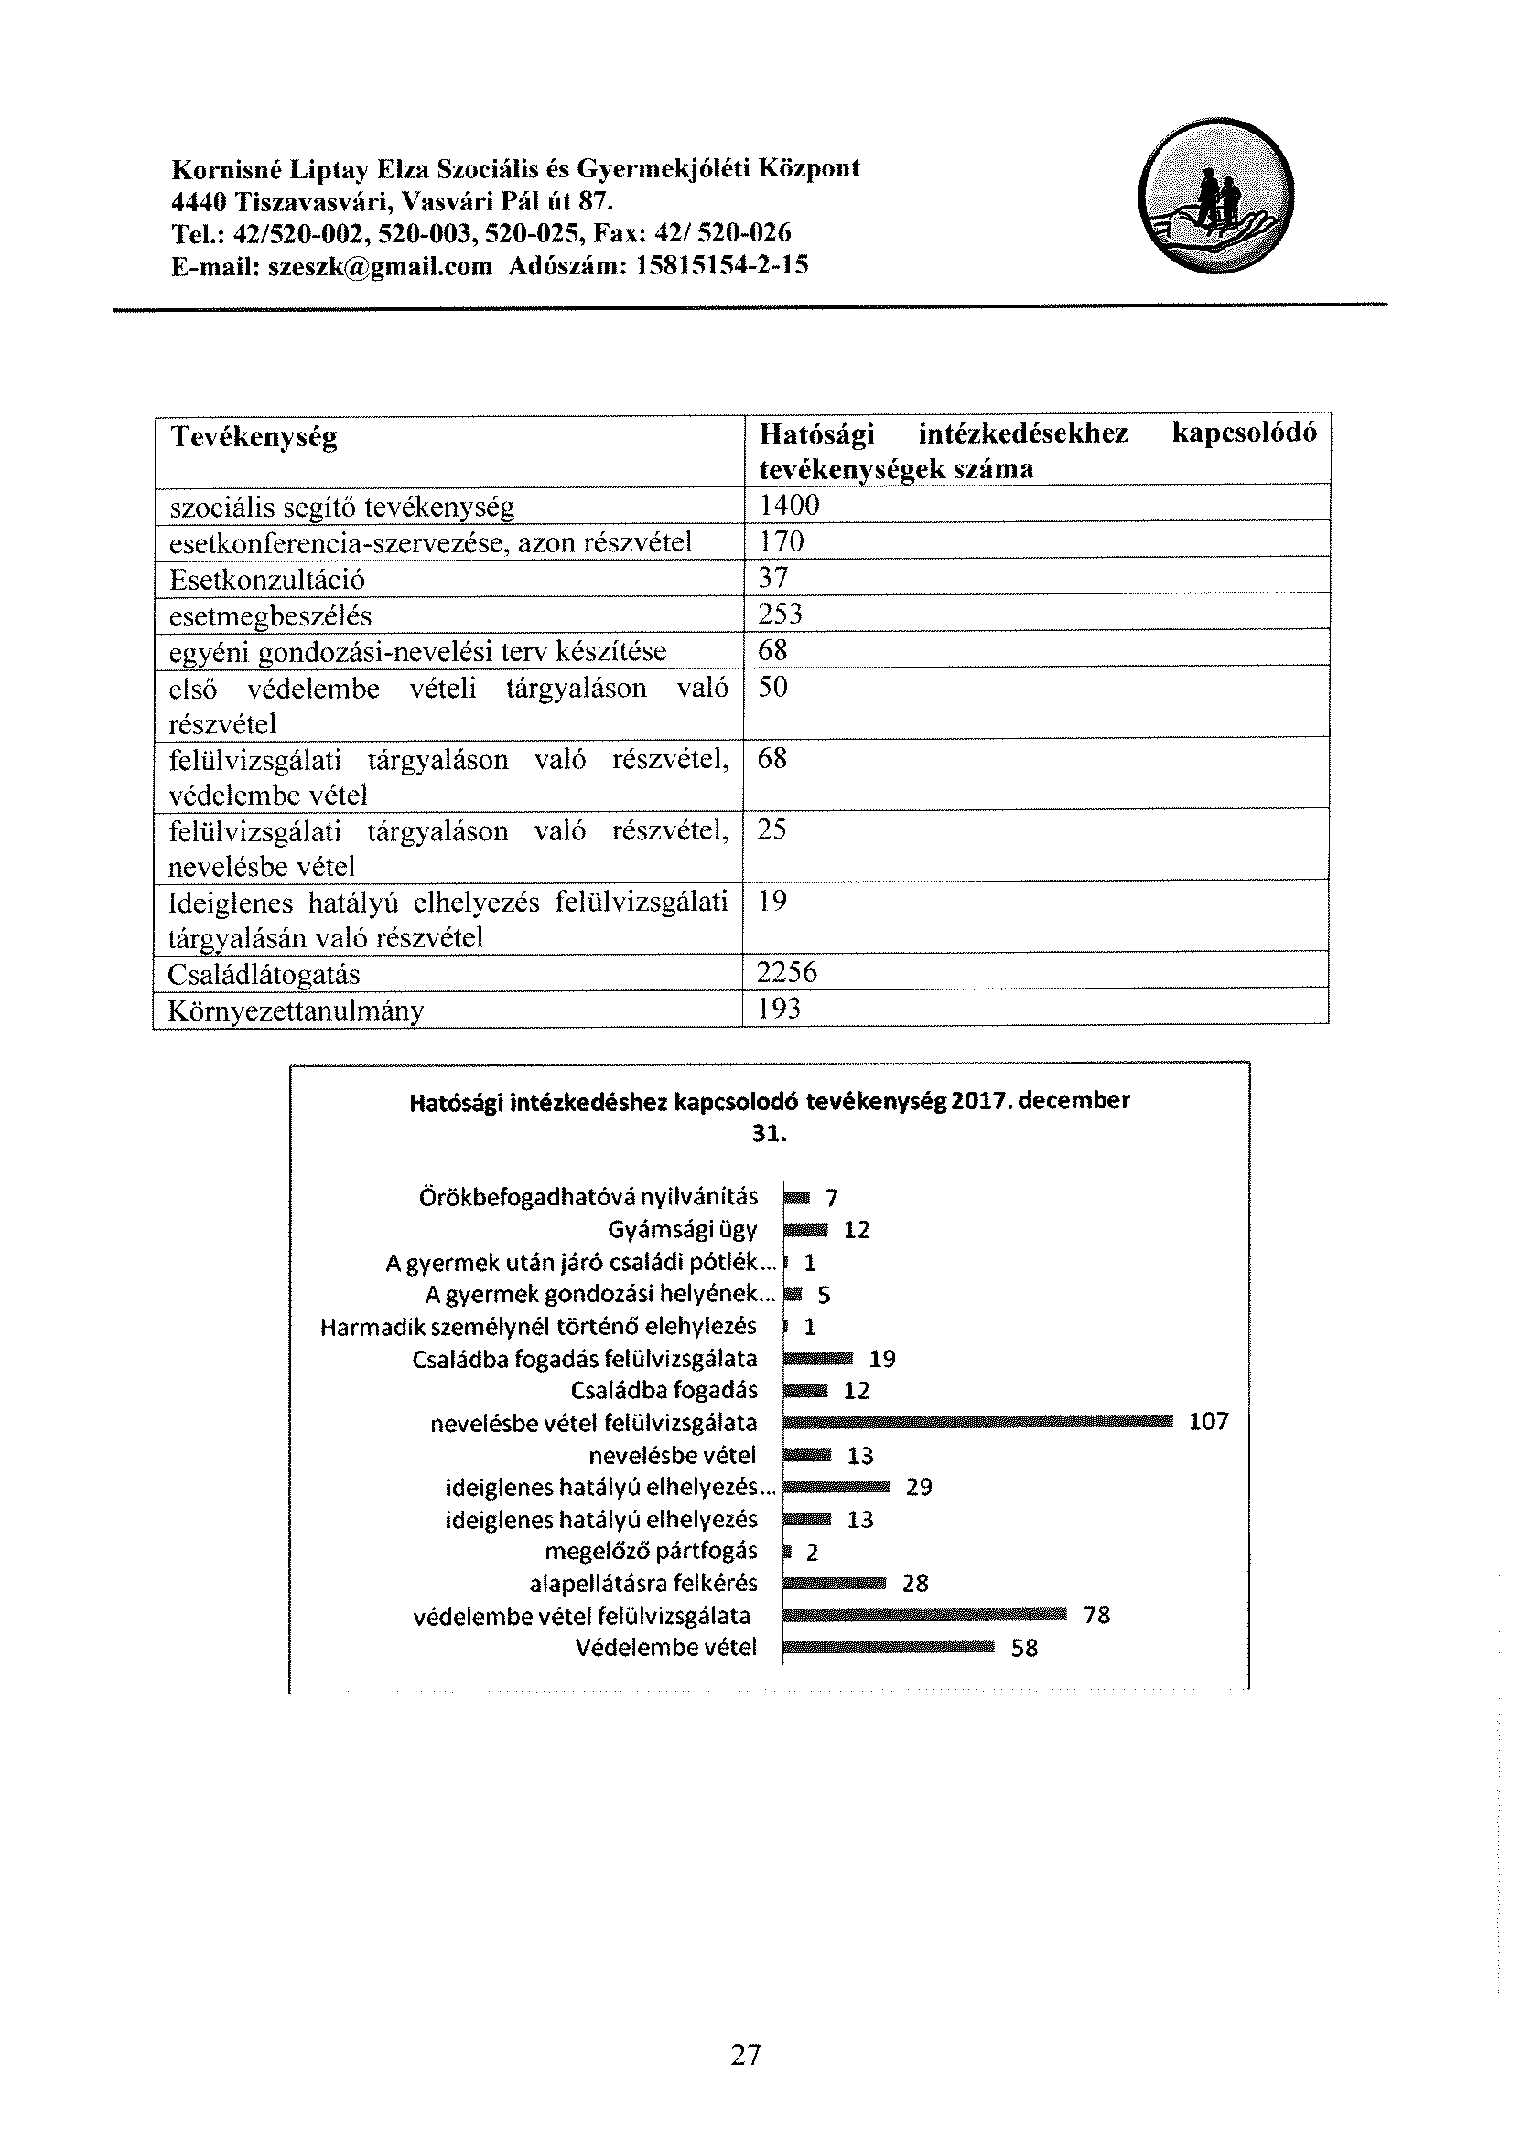 Kornisné Liptay Elza Szociális és Gyermekjóléti Központ
4440 Tiszavasvári, Vasvári Pál út 87.
Tel.: 42/520-002, 520-003, 520-025, Fax: 42/ 520-026
E-mail: szeszk@gmail.com Adószám: 15815154-2-15
Tevékenység
Hatósági intézkedésekhez kapcsolódó
tevékenységek száma
szociális segítő tevékenység 1400
esetkonferencia-szervezése, azon részvétel 170
Esetkonzultáció 37
esetmegbeszélés 253
egyéni gondozási-nevelési terv készítése 68
első védelembe vételi tárgyaláson való 50
részvétel
felülvizsgálati tárgyaláson való részvétel, 68
védelembe vétel
felülvizsgálati tárgyaláson való részvétel, 25
nevelésbe vétel
Ideiglenes hatályú elhelyezés felülvizsgálati 19
tárgyalásán való részvétel
Családlátogatás 2256
Környezettanulmány 193
Hatósági intézkedéshez kapcsolodó tevékenység 2017. december
31.
Örökbefogadhatóvá nyilvánítás 7
Gyámsági ügy 12
A gyermek után járó családi pótlék... 1
A gyermek gondozási helyének... 5
Harmadik személynél történő elehylezés 1
Családba fogadás felülvizsgálata 19
Családba fogadás 12
nevelésbe vétel felülvizsgálata 107
nevelésbe vétel 13
ideiglenes hatályú elhelyezés... 29
ideiglenes hatályú elhelyezés 13
megelőző pártfogás 2
alapellátásra felkérés 28
védelembe vétel felülvizsgálata 78
Védelembe vétel 58
27